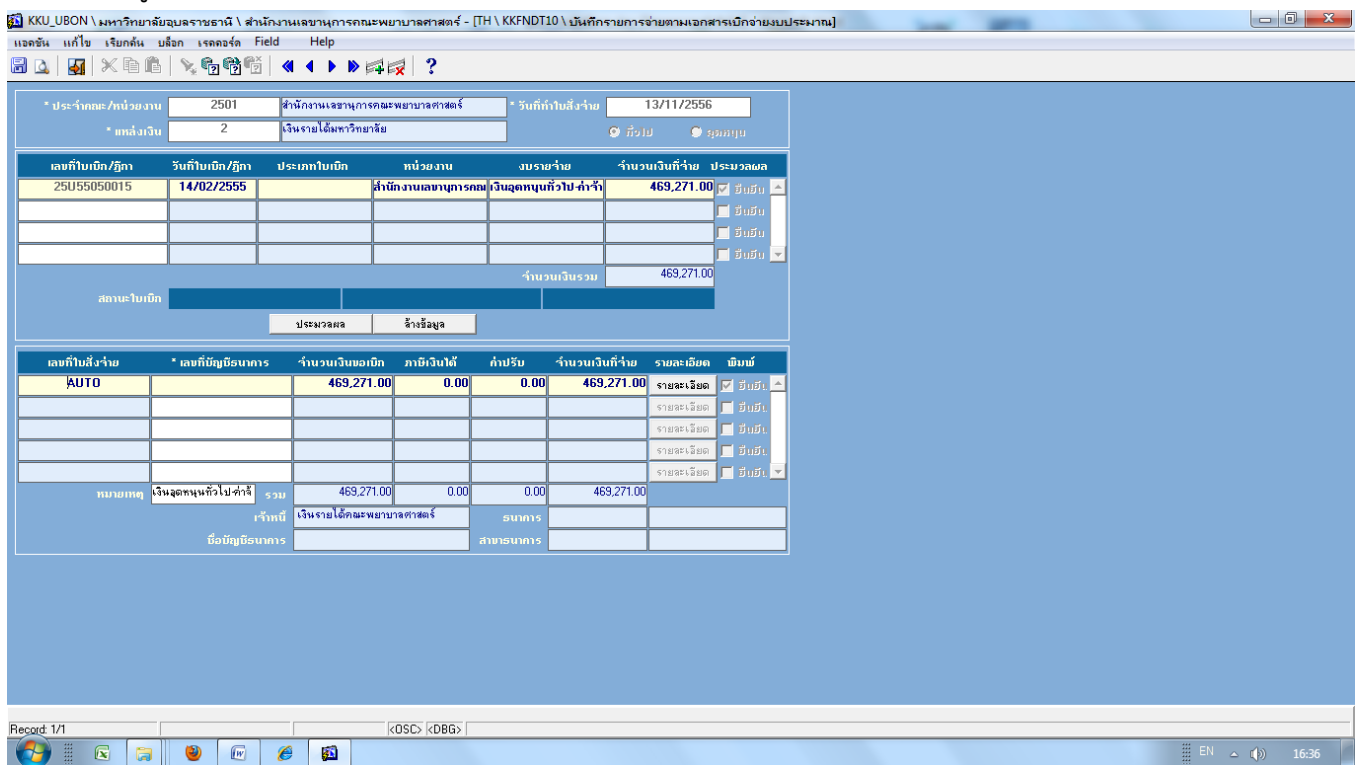 KKU_UBON \ มหาวิทยาลัยอุบลราชธานี \ สำนักงานเลขานุการคณะพยาบาลศาสตร์ - [TH \ KKFNDT10 \ บันทึกรายการจ่ายตามเอกสารเบิกจ่ายงบประมาณ]
แอคชัน แก้ไข เรียกค้น บล็อก เรคคอร์ด Field Help
* ประจำคณะ/หน่วยงาน 2501 สำนักงานเลขานุการคณะพยาบาลศาสตร์ * วันที่ทำใบสั่งจ่าย 13/11/2556
* แหล่งเงิน 2 เงินรายได้มหาวิทยาลัย ทั่วไป อุดหนุน
เลขที่ใบเบิก/ฎีกา วันที่ใบเบิก/ฎีกา ประเภทใบเบิก หน่วยงาน งบรายจ่าย จำนวนเงินที่จ่าย ประมวลผล
25U55050015 14/02/2555 สำนักงานเลขานุการคณ เงินอุดหนุนทั่วไป-ค่าจ้า 469,271.00 ยืนยัน
ยืนยัน
ยืนยัน
ยืนยัน
จำนวนเงินรวม 469,271.00
สถานะใบเบิก
ประมวลผล ล้างข้อมูล
เลขที่ใบสั่งจ่าย * เลขที่บัญชีธนาคาร จำนวนเงินขอเบิก ภาษีเงินได้ ค่าปรับ จำนวนเงินที่จ่าย รายละเอียด พิมพ์
AUTO 469,271.00 0.00 0.00 469,271.00 รายละเอียด ยืนยัน
รายละเอียด ยืนยัน
รายละเอียด ยืนยัน
รายละเอียด ยืนยัน
รายละเอียด ยืนยัน
หมายเหตุ เงินอุดหนุนทั่วไป-ค่าจ้ รวม 469,271.00 0.00 0.00 469,271.00
เจ้าหนี้ เงินรายได้คณะพยาบาลศาสตร์ ธนาคาร
ชื่อบัญชีธนาคาร สาขาธนาคาร
Record: 1/1 <OSC> <DBG>
EN 16:36